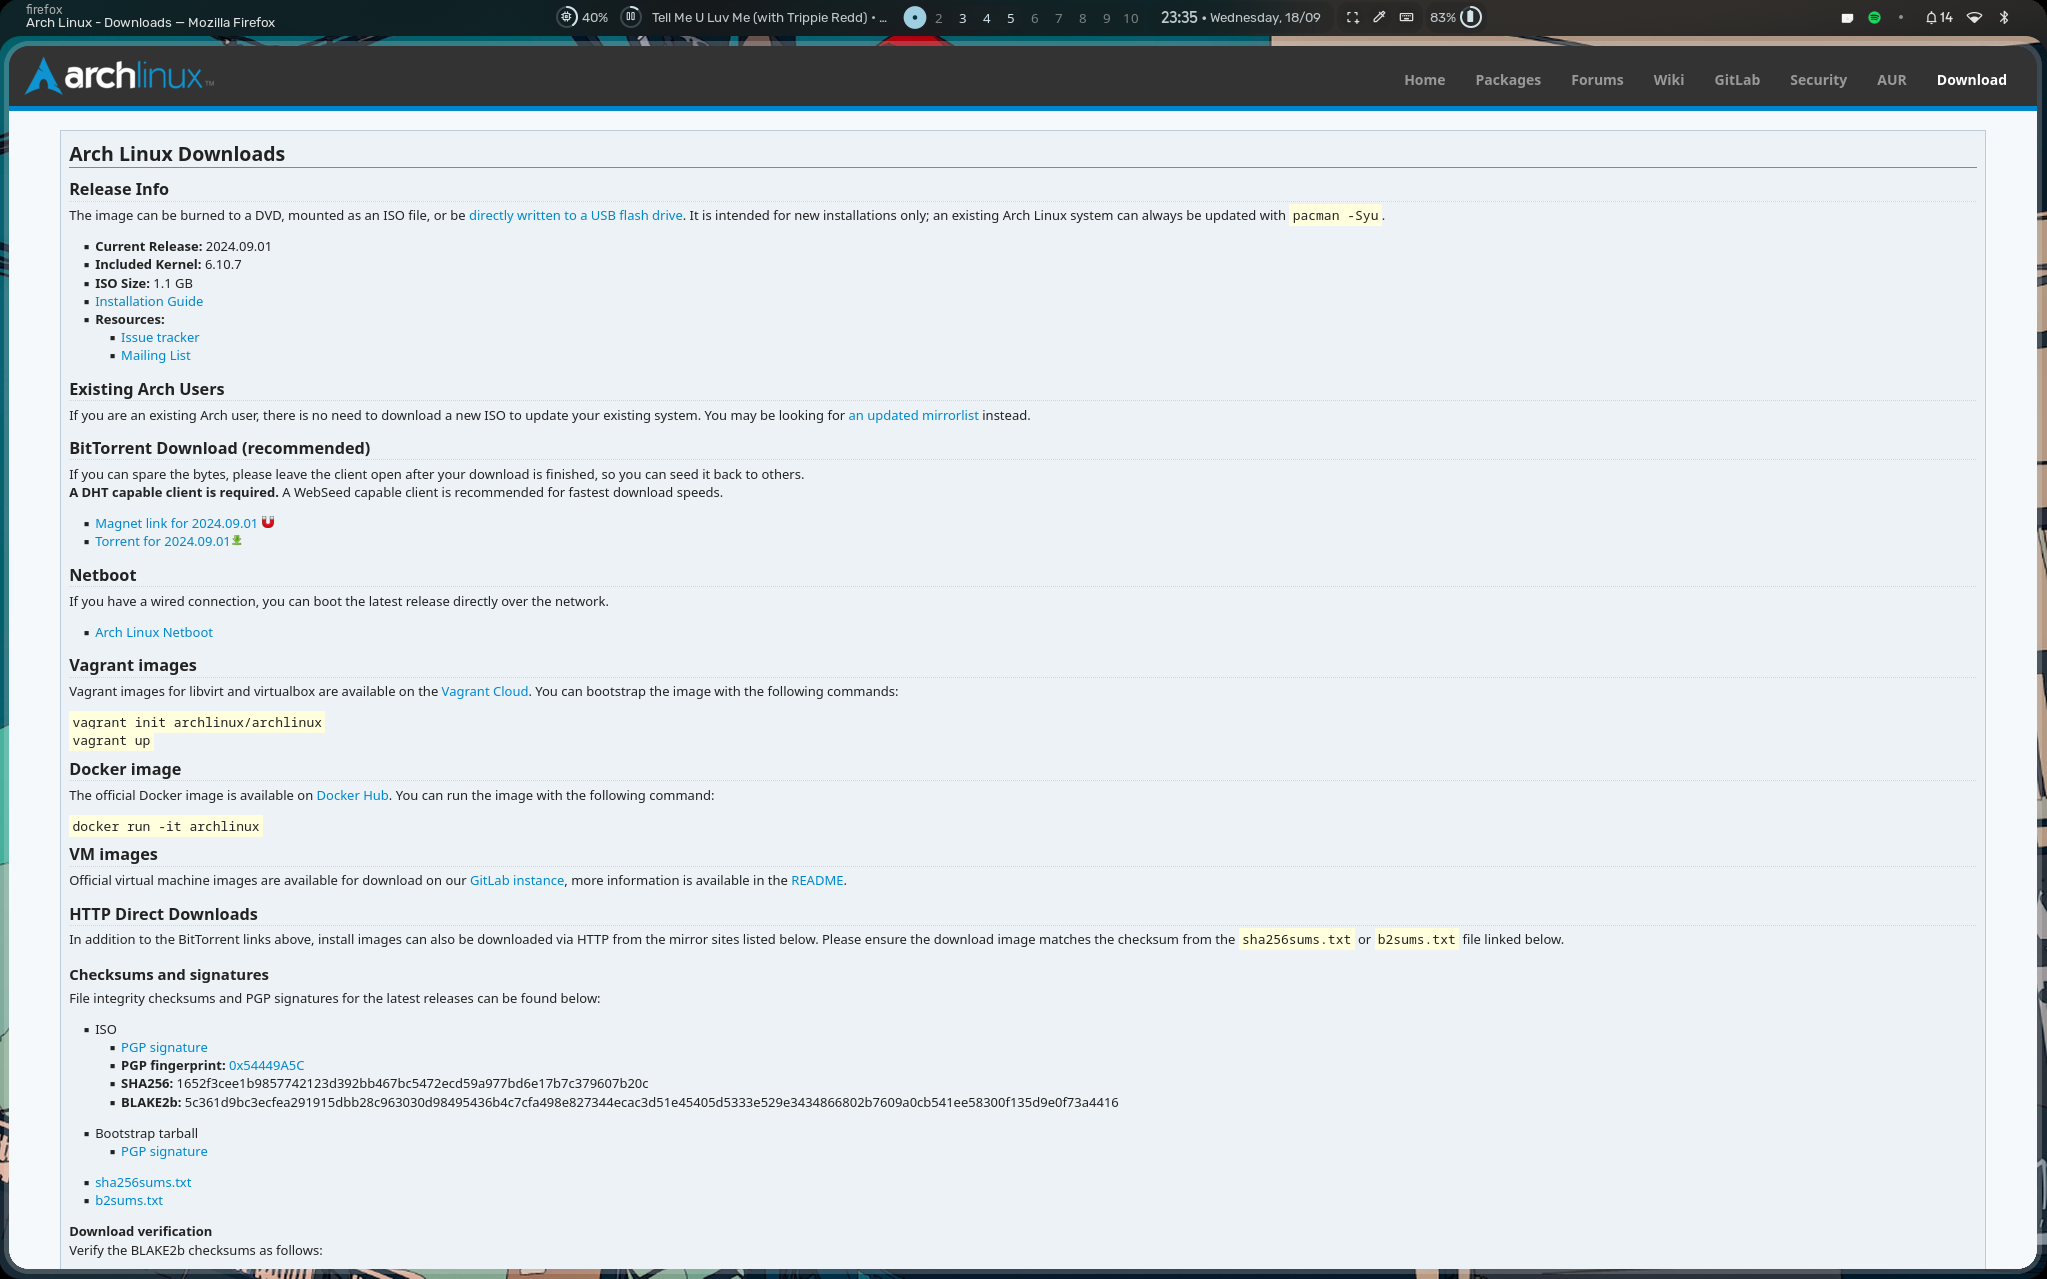 firefox
Arch Linux - Downloads — Mozilla Firefox
40%
Tell Me U Luv Me (with Trippie Redd) • ...
2 3 4 5 6 7 8 9 10
23:35 • Wednesday, 18/09
83%
14
archlinux™
Home Packages Forums Wiki GitLab Security AUR Download
Arch Linux Downloads
Release Info
The image can be burned to a DVD, mounted as an ISO file, or be directly written to a USB flash drive. It is intended for new installations only; an existing Arch Linux system can always be updated with pacman -Syu.
Current Release: 2024.09.01
Included Kernel: 6.10.7
ISO Size: 1.1 GB
Installation Guide
Resources:
Issue tracker
Mailing List
Existing Arch Users
If you are an existing Arch user, there is no need to download a new ISO to update your existing system. You may be looking for an updated mirrorlist instead.
BitTorrent Download (recommended)
If you can spare the bytes, please leave the client open after your download is finished, so you can seed it back to others.
A DHT capable client is required. A WebSeed capable client is recommended for fastest download speeds.
Magnet link for 2024.09.01
Torrent for 2024.09.01
Netboot
If you have a wired connection, you can boot the latest release directly over the network.
Arch Linux Netboot
Vagrant images
Vagrant images for libvirt and virtualbox are available on the Vagrant Cloud. You can bootstrap the image with the following commands:
vagrant init archlinux/archlinux
vagrant up
Docker image
The official Docker image is available on Docker Hub. You can run the image with the following command:
docker run -it archlinux
VM images
Official virtual machine images are available for download on our GitLab instance, more information is available in the README.
HTTP Direct Downloads
In addition to the BitTorrent links above, install images can also be downloaded via HTTP from the mirror sites listed below. Please ensure the download image matches the checksum from the sha256sums.txt or b2sums.txt file linked below.
Checksums and signatures
File integrity checksums and PGP signatures for the latest releases can be found below:
ISO
PGP signature
PGP fingerprint: 0x54449A5C
SHA256: 1652f3cee1b9857742123d392bb467bc5472ecd59a977bd6e17b7c379607b20c
BLAKE2b: 5c361d9bc3ecfea291915dbb28c963030d98495436b4c7cfa498e827344ecac3d51e45405d5333e529e3434866802b7609a0cb541ee58300f135d9e0f73a4416
Bootstrap tarball
PGP signature
sha256sums.txt
b2sums.txt
Download verification
Verify the BLAKE2b checksums as follows: